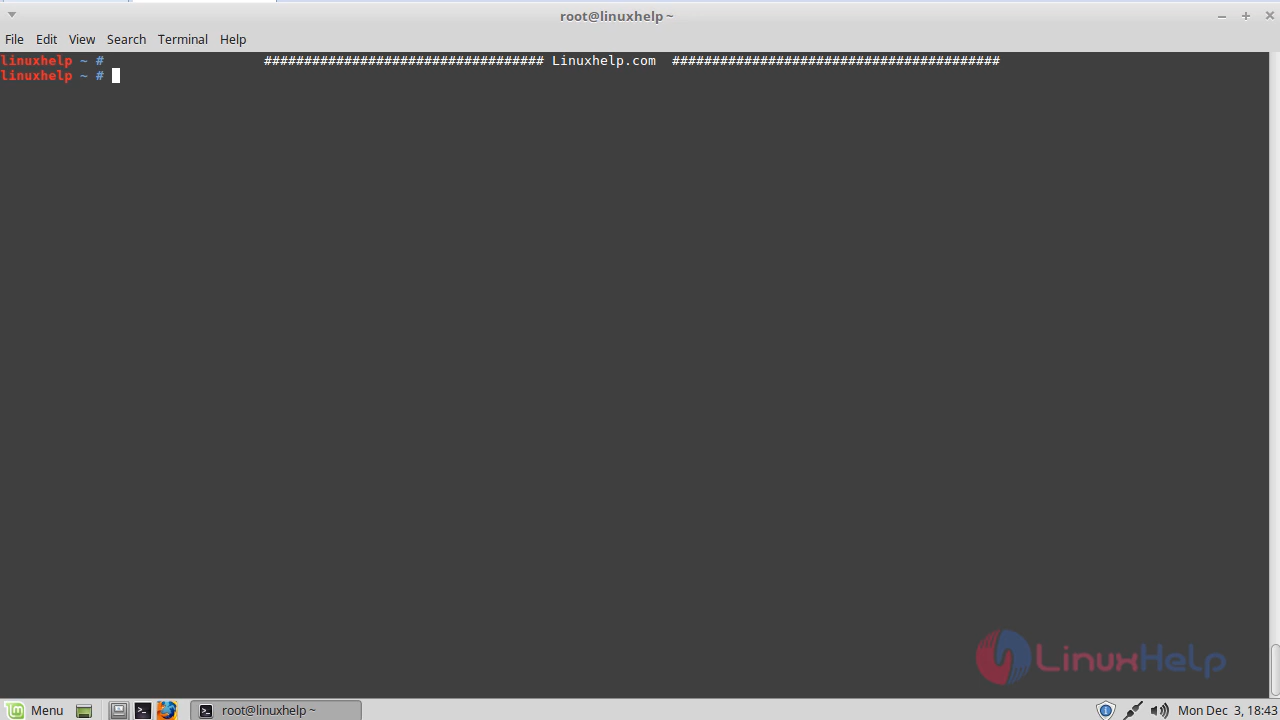 root@linuxhelp ~
File Edit View Search Terminal Help
linuxhelp ~ # ################################### Linuxhelp.com #########################################
linuxhelp ~ #
LinuxHelp
Menu root@linuxhelp ~ Mon Dec 3, 18:43